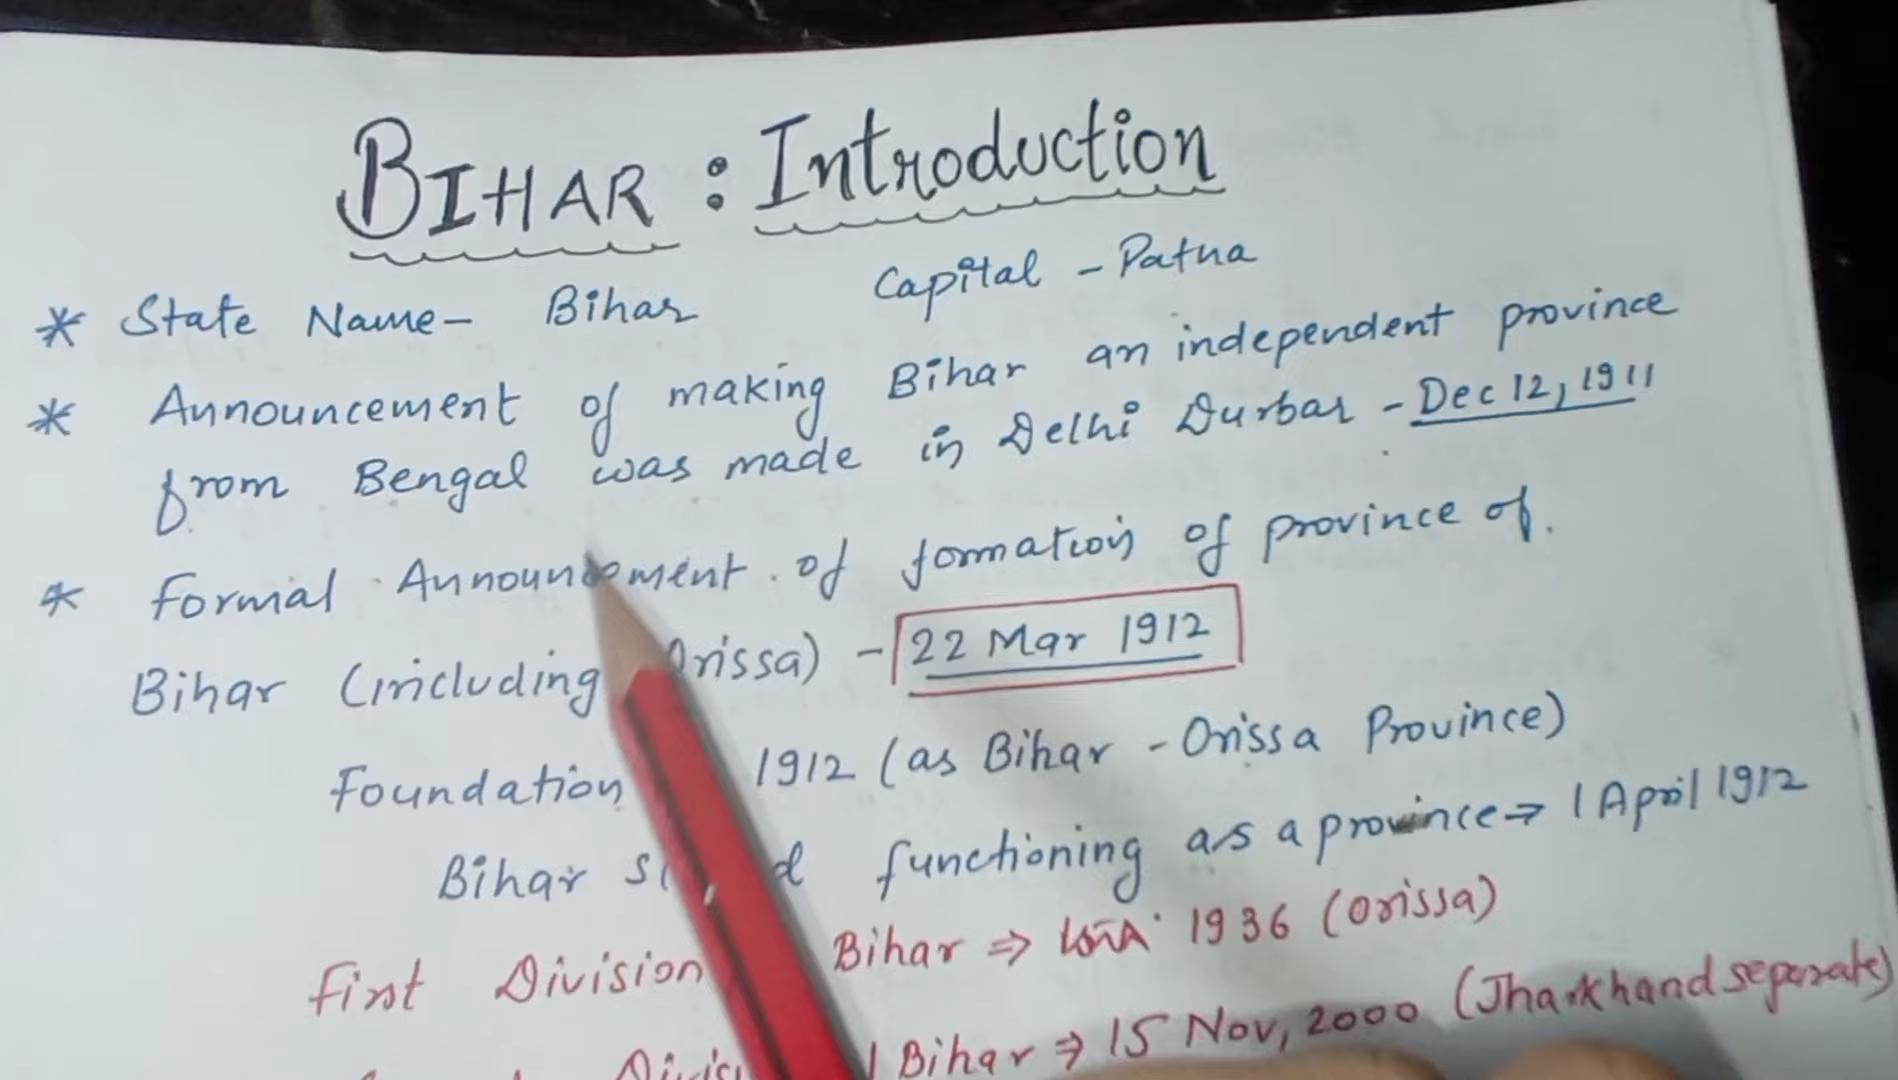 BIHAR : Introduction
* State Name- Bihar Capital - Patna
* Announcement of making Bihar an independent province
from Bengal was made in Delhi Durbar - Dec 12, 1911
* Formal Announcement of formation of province of.
Bihar (including Orissa) - 22 Mar 1912
Foundation 1912 (as Bihar - Orissa Province)
Bihar functioning as a province ⇒ 1 April 1912
First Division Bihar ⇒ 1936 (Orissa)
Bihar ⇒ 15 Nov, 2000 (Jharkhand separate)